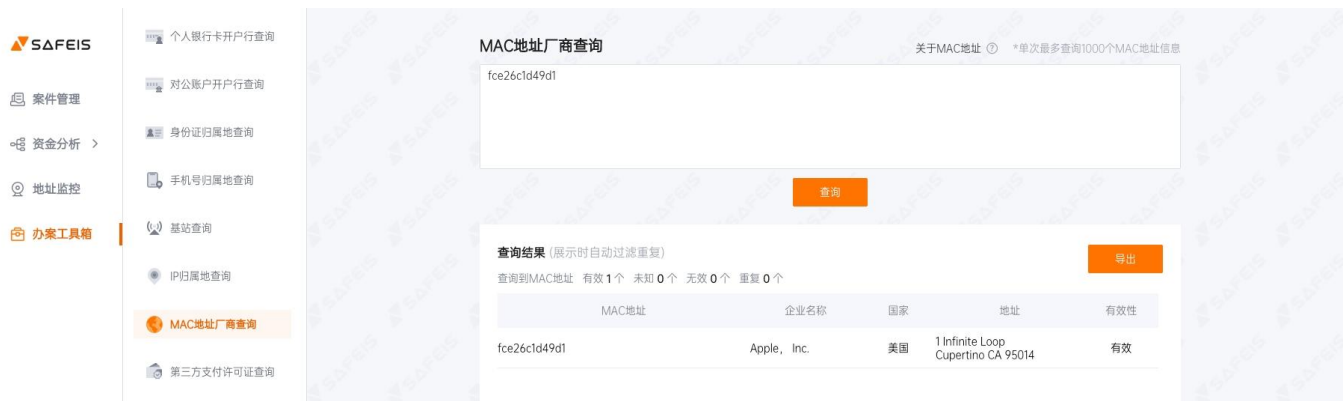 SAFEIS
案件管理
资金分析 >
地址监控
办案工具箱
个人银行卡开户行查询
对公账户开户行查询
身份证归属地查询
手机号归属地查询
基站查询
IP归属地查询
MAC地址厂商查询
第三方支付许可证查询
MAC地址厂商查询
关于MAC地址 ? *单次最多查询1000个MAC地址信息
fce26c1d49d1
查询
查询结果 (展示时自动过滤重复)
导出
查询到MAC地址 有效 1 个 未知 0 个 无效 0 个 重复 0 个
MAC地址 企业名称 国家 地址 有效性
fce26c1d49d1 Apple, Inc. 美国 1 Infinite Loop
Cupertino CA 95014 有效